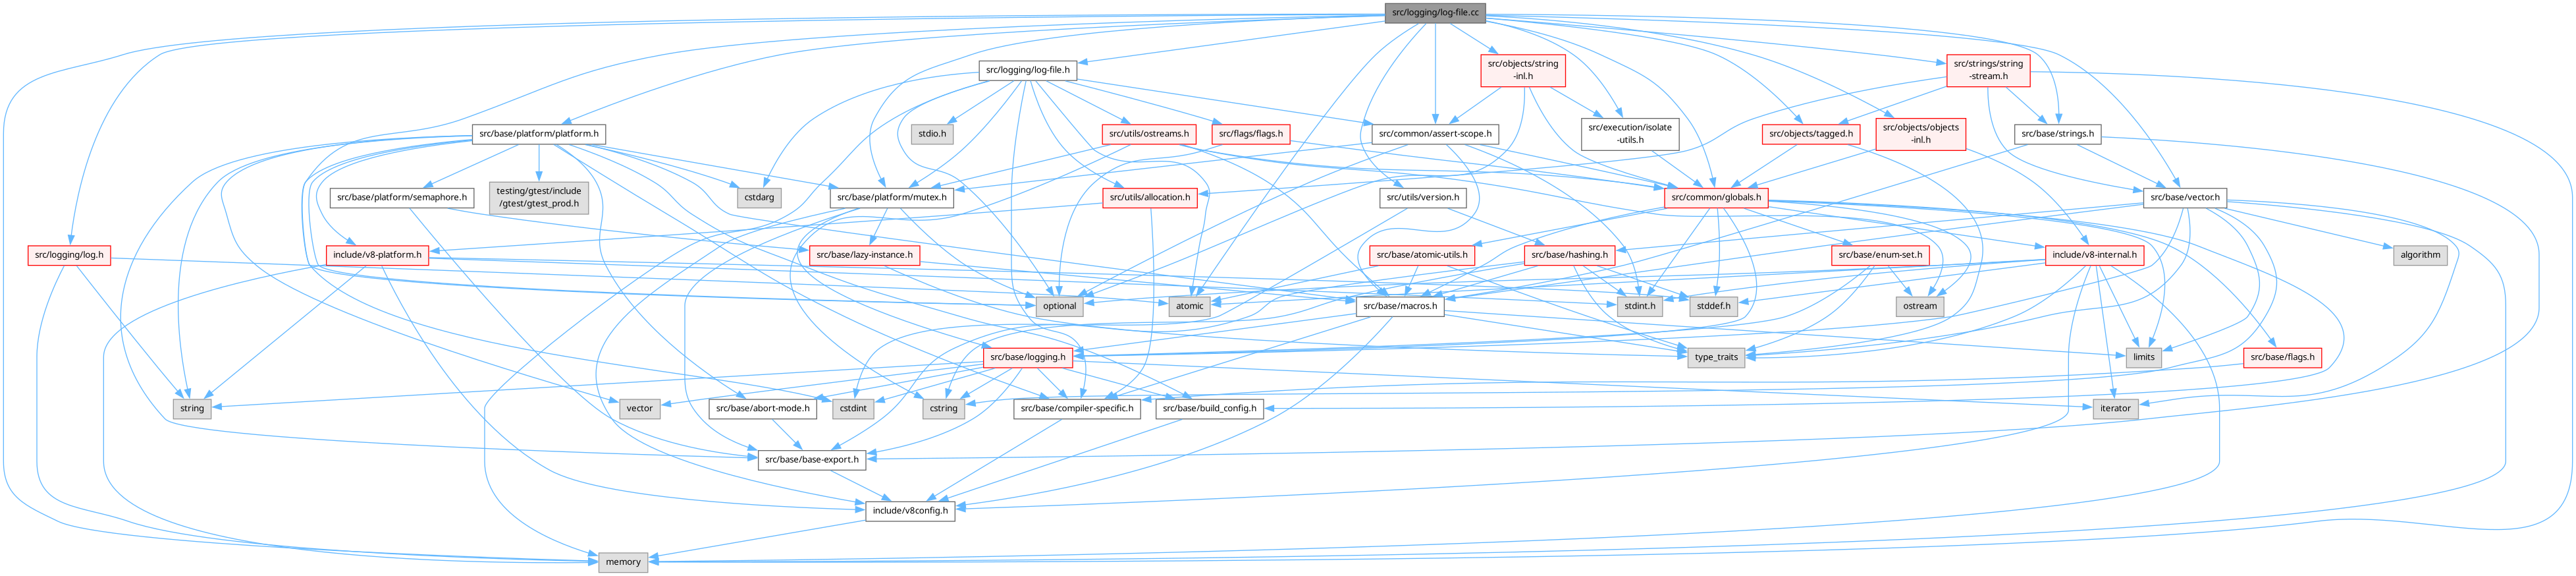 src/logging/log-file.cc
src/logging/log-file.h
src/objects/string
-inl.h
src/strings/string
-stream.h
src/base/platform/platform.h
stdio.h
src/utils/ostreams.h
src/flags/flags.h
src/common/assert-scope.h
src/execution/isolate
-utils.h
src/objects/tagged.h
src/objects/objects
-inl.h
src/base/strings.h
src/base/platform/semaphore.h
testing/gtest/include
/gtest/gtest_prod.h
cstdarg
src/base/platform/mutex.h
src/utils/allocation.h
src/utils/version.h
src/common/globals.h
src/base/vector.h
src/logging/log.h
include/v8-platform.h
src/base/lazy-instance.h
src/base/atomic-utils.h
src/base/hashing.h
src/base/enum-set.h
include/v8-internal.h
algorithm
optional
atomic
src/base/macros.h
stdint.h
stddef.h
ostream
src/base/logging.h
type_traits
limits
src/base/flags.h
string
vector
src/base/abort-mode.h
cstdint
cstring
src/base/compiler-specific.h
src/base/build_config.h
iterator
src/base/base-export.h
include/v8config.h
memory